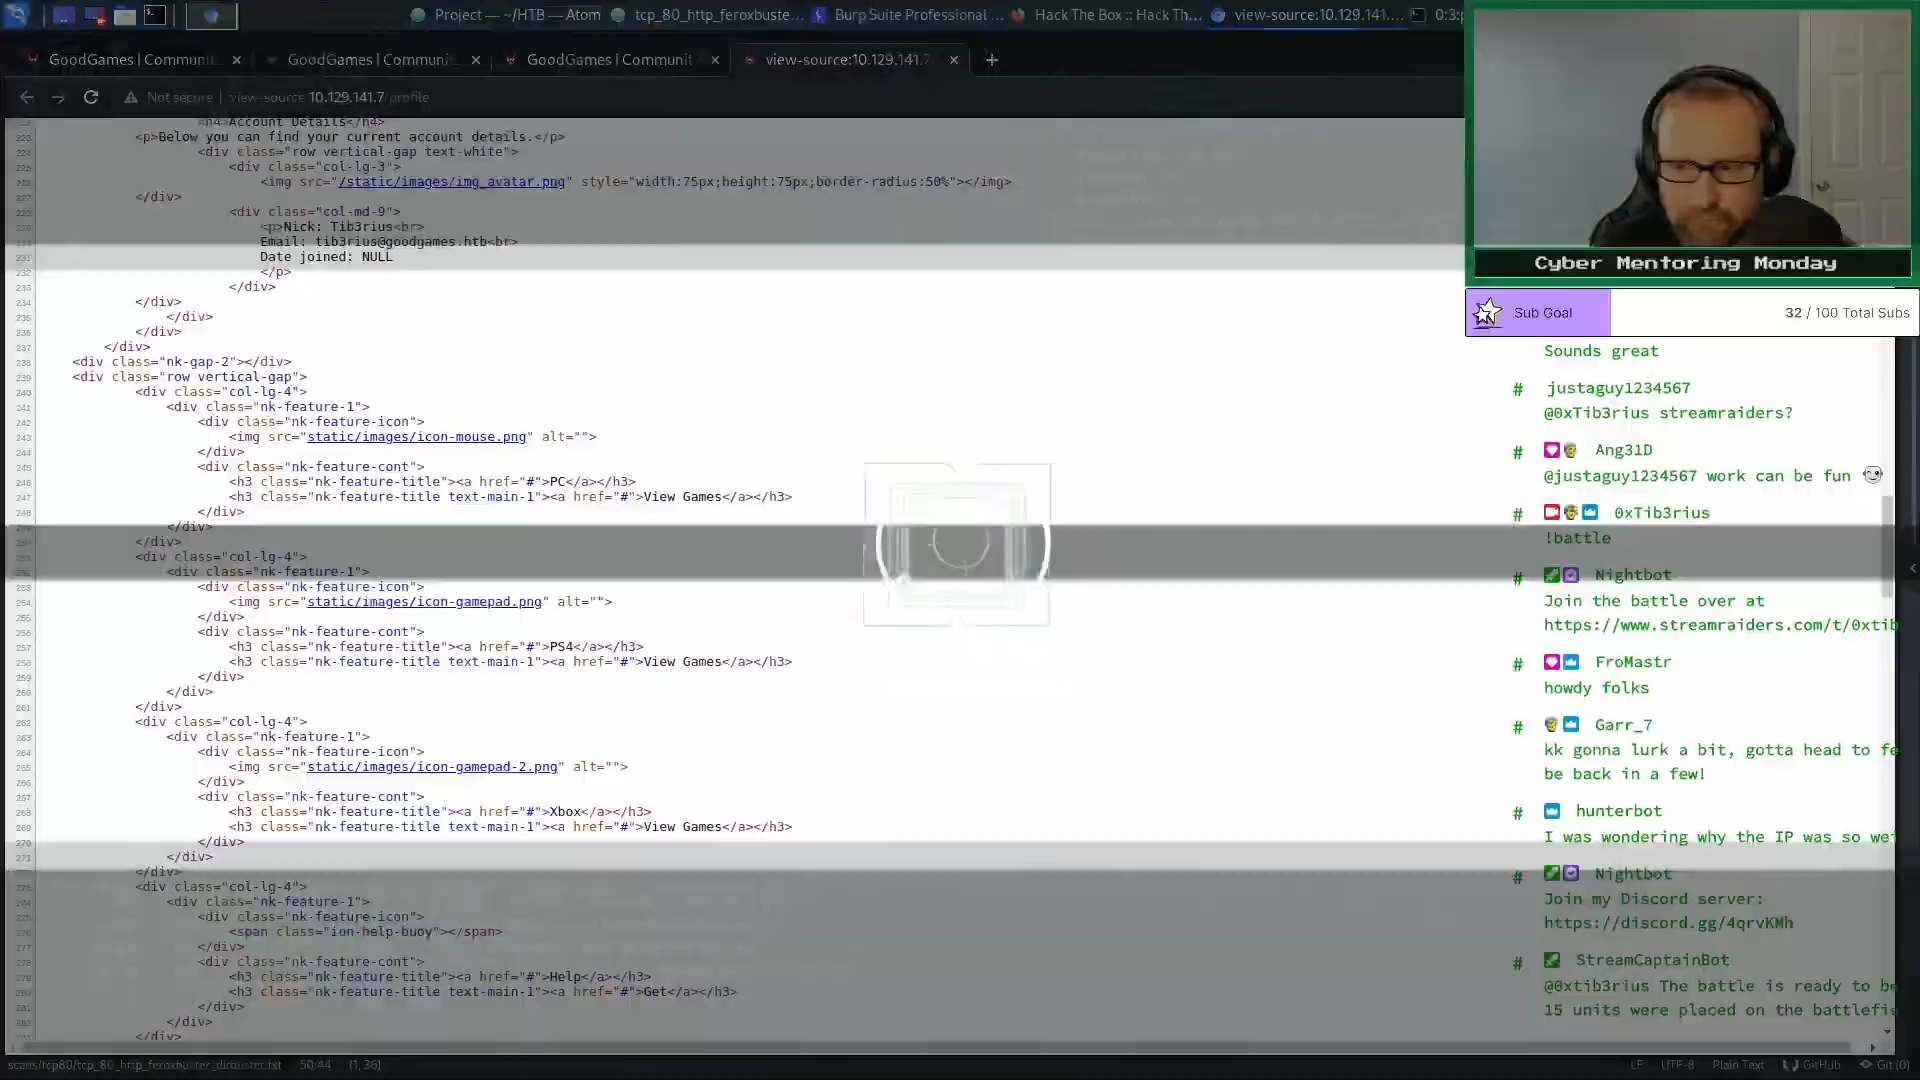 Project — ~/HTB — Atom
tcp_80_http_feroxbuste...
Burp Suite Professional ...
Hack The Box :: Hack Th...
view-source:10.129.141....
GoodGames | Communi
GoodGames | Communi
GoodGames | Communit
view-source:10.129.141.7
Not secure
view-source:10.129.141.7/profile
<h4>Account Details</h4>
<p>Below you can find your current account details.</p>
<div class="row vertical-gap text-white">
<div class="col-lg-3">
<img src="/static/images/img_avatar.png" style="width:75px;height:75px;border-radius:50%"></img>
</div>
<div class="col-md-9">
<p>Nick: Tib3rius<br>
Email: tib3rius@goodgames.htb<br>
Date joined: NULL
</p>
</div>
</div>
</div>
</div>
</div>
<div class="nk-gap-2"></div>
<div class="row vertical-gap">
<div class="col-lg-4">
<div class="nk-feature-1">
<div class="nk-feature-icon">
<img src="static/images/icon-mouse.png" alt="">
</div>
<div class="nk-feature-cont">
<h3 class="nk-feature-title"><a href="#">PC</a></h3>
<h3 class="nk-feature-title text-main-1"><a href="#">View Games</a></h3>
</div>
</div>
</div>
<div class="col-lg-4">
<div class="nk-feature-1">
<div class="nk-feature-icon">
<img src="static/images/icon-gamepad.png" alt="">
</div>
<div class="nk-feature-cont">
<h3 class="nk-feature-title"><a href="#">PS4</a></h3>
<h3 class="nk-feature-title text-main-1"><a href="#">View Games</a></h3>
</div>
</div>
</div>
<div class="col-lg-4">
<div class="nk-feature-1">
<div class="nk-feature-icon">
<img src="static/images/icon-gamepad-2.png" alt="">
</div>
<div class="nk-feature-cont">
<h3 class="nk-feature-title"><a href="#">Xbox</a></h3>
<h3 class="nk-feature-title text-main-1"><a href="#">View Games</a></h3>
</div>
</div>
</div>
<div class="col-lg-4">
<div class="nk-feature-1">
<div class="nk-feature-icon">
<span class="ion-help-buoy"></span>
</div>
<div class="nk-feature-cont">
<h3 class="nk-feature-title"><a href="#">Help</a></h3>
<h3 class="nk-feature-title text-main-1"><a href="#">Get</a></h3>
</div>
</div>
</div>
Cyber Mentoring Monday
Sub Goal
32 / 100 Total Subs
Sounds great
# justaguy1234567
@0xTib3rius streamraiders?
# Ang3lD
@justaguy1234567 work can be fun
# 0xTib3rius
!battle
# Nightbot
Join the battle over at
https://www.streamraiders.com/t/0xtib
# FroMastr
howdy folks
# Garr_7
kk gonna lurk a bit, gotta head to fe
be back in a few!
# hunterbot
I was wondering why the IP was so wei
# Nightbot
Join my Discord server:
https://discord.gg/4qrvKMh
# StreamCaptainBot
@0xtib3rius The battle is ready to be
15 units were placed on the battlefi
scans/tcp80/tcp_80_http_feroxbuster_dirbuster.txt 50:44 (1, 36)
LF UTF-8 Plain Text GitHub Git (0)